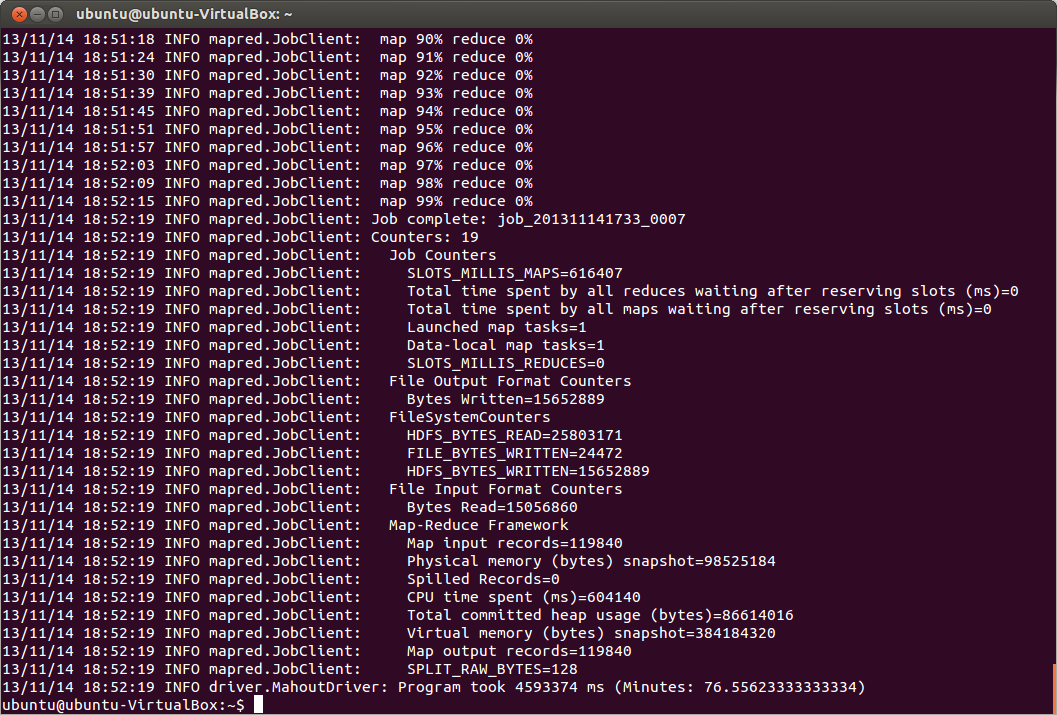 ubuntu@ubuntu-VirtualBox: ~
13/11/14 18:51:18 INFO mapred.JobClient:  map 90% reduce 0%
13/11/14 18:51:24 INFO mapred.JobClient:  map 91% reduce 0%
13/11/14 18:51:30 INFO mapred.JobClient:  map 92% reduce 0%
13/11/14 18:51:39 INFO mapred.JobClient:  map 93% reduce 0%
13/11/14 18:51:45 INFO mapred.JobClient:  map 94% reduce 0%
13/11/14 18:51:51 INFO mapred.JobClient:  map 95% reduce 0%
13/11/14 18:51:57 INFO mapred.JobClient:  map 96% reduce 0%
13/11/14 18:52:03 INFO mapred.JobClient:  map 97% reduce 0%
13/11/14 18:52:09 INFO mapred.JobClient:  map 98% reduce 0%
13/11/14 18:52:15 INFO mapred.JobClient:  map 99% reduce 0%
13/11/14 18:52:19 INFO mapred.JobClient: Job complete: job_201311141733_0007
13/11/14 18:52:19 INFO mapred.JobClient: Counters: 19
13/11/14 18:52:19 INFO mapred.JobClient:   Job Counters
13/11/14 18:52:19 INFO mapred.JobClient:     SLOTS_MILLIS_MAPS=616407
13/11/14 18:52:19 INFO mapred.JobClient:     Total time spent by all reduces waiting after reserving slots (ms)=0
13/11/14 18:52:19 INFO mapred.JobClient:     Total time spent by all maps waiting after reserving slots (ms)=0
13/11/14 18:52:19 INFO mapred.JobClient:     Launched map tasks=1
13/11/14 18:52:19 INFO mapred.JobClient:     Data-local map tasks=1
13/11/14 18:52:19 INFO mapred.JobClient:     SLOTS_MILLIS_REDUCES=0
13/11/14 18:52:19 INFO mapred.JobClient:   File Output Format Counters
13/11/14 18:52:19 INFO mapred.JobClient:     Bytes Written=15652889
13/11/14 18:52:19 INFO mapred.JobClient:   FileSystemCounters
13/11/14 18:52:19 INFO mapred.JobClient:     HDFS_BYTES_READ=25803171
13/11/14 18:52:19 INFO mapred.JobClient:     FILE_BYTES_WRITTEN=24472
13/11/14 18:52:19 INFO mapred.JobClient:     HDFS_BYTES_WRITTEN=15652889
13/11/14 18:52:19 INFO mapred.JobClient:   File Input Format Counters
13/11/14 18:52:19 INFO mapred.JobClient:     Bytes Read=15056860
13/11/14 18:52:19 INFO mapred.JobClient:   Map-Reduce Framework
13/11/14 18:52:19 INFO mapred.JobClient:     Map input records=119840
13/11/14 18:52:19 INFO mapred.JobClient:     Physical memory (bytes) snapshot=98525184
13/11/14 18:52:19 INFO mapred.JobClient:     Spilled Records=0
13/11/14 18:52:19 INFO mapred.JobClient:     CPU time spent (ms)=604140
13/11/14 18:52:19 INFO mapred.JobClient:     Total committed heap usage (bytes)=86614016
13/11/14 18:52:19 INFO mapred.JobClient:     Virtual memory (bytes) snapshot=384184320
13/11/14 18:52:19 INFO mapred.JobClient:     Map output records=119840
13/11/14 18:52:19 INFO mapred.JobClient:     SPLIT_RAW_BYTES=128
13/11/14 18:52:19 INFO driver.MahoutDriver: Program took 4593374 ms (Minutes: 76.55623333333334)
ubuntu@ubuntu-VirtualBox:~$